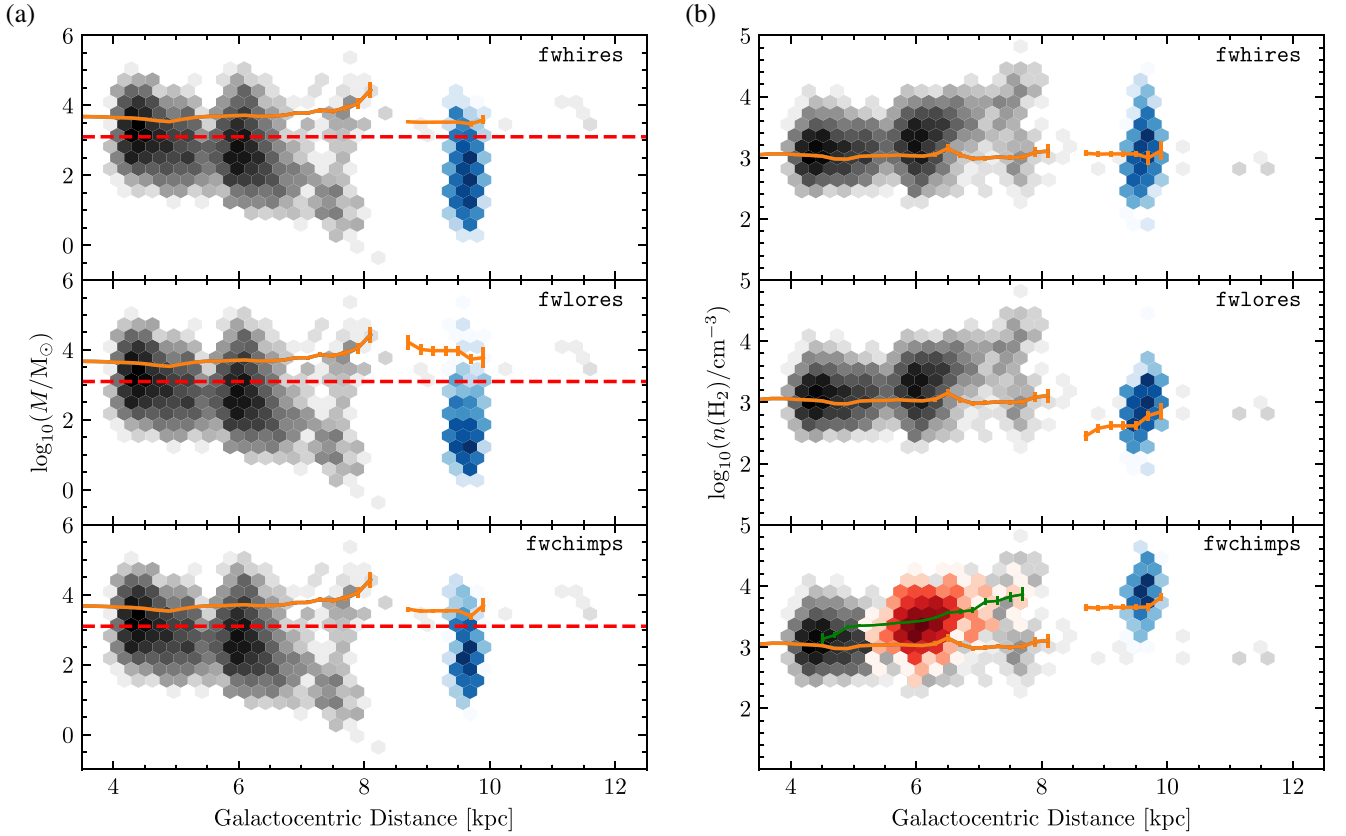 (a)
(b)
6
4
2
0
fwhires
6
4
2
0
fwlores
6
4
2
0
fwchimps
log₁₀(M/M⊙)
4 6 8 10 12
Galactocentric Distance [kpc]
5
4
3
2
fwhires
5
4
3
2
fwlores
5
4
3
2
fwchimps
log₁₀(n(H₂)/cm⁻³)
4 6 8 10 12
Galactocentric Distance [kpc]